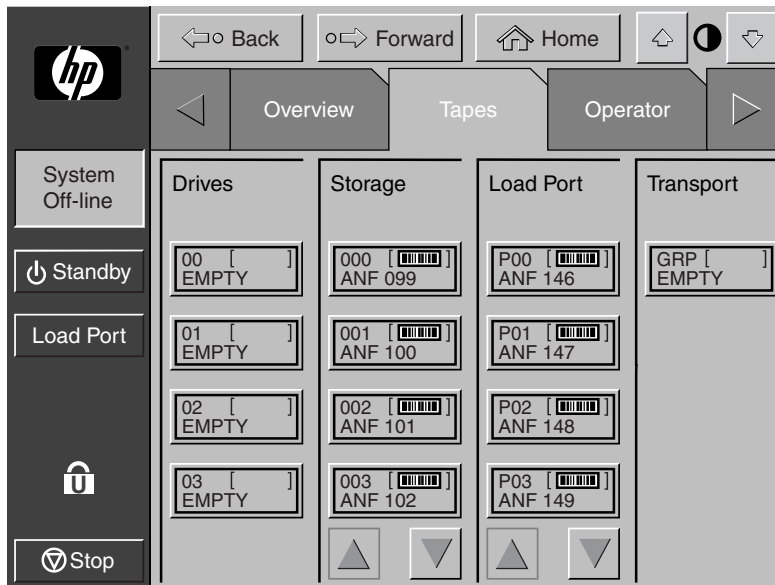 hp
Back Forward Home
Overview Tapes Operator
System
Off-line
Standby
Load Port
U
Stop
Drives
00 [ ]
EMPTY
01 [ ]
EMPTY
02 [ ]
EMPTY
03 [ ]
EMPTY
Storage
000 [ ]
ANF 099
001 [ ]
ANF 100
002 [ ]
ANF 101
003 [ ]
ANF 102
Load Port
P00 [ ]
ANF 146
P01 [ ]
ANF 147
P02 [ ]
ANF 148
P03 [ ]
ANF 149
Transport
GRP [ ]
EMPTY